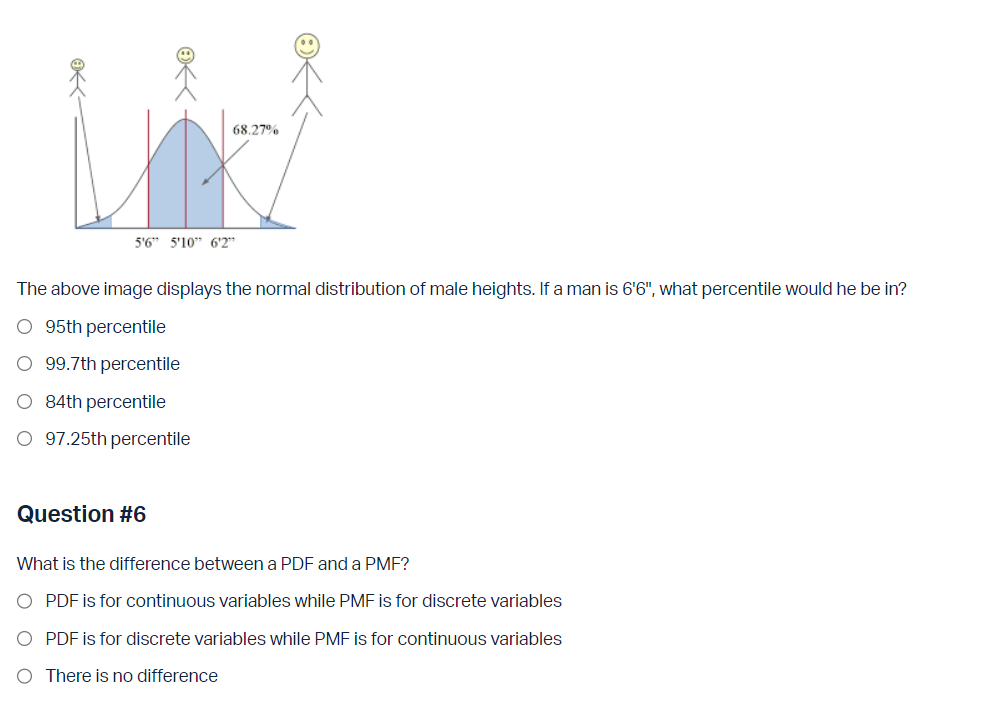 68.27%
5'6” 5'10” 6'2”
The above image displays the normal distribution of male heights. If a man is 6'6", what percentile would he be in?
95th percentile
99.7th percentile
84th percentile
97.25th percentile
Question #6
What is the difference between a PDF and a PMF?
PDF is for continuous variables while PMF is for discrete variables
PDF is for discrete variables while PMF is for continuous variables
There is no difference